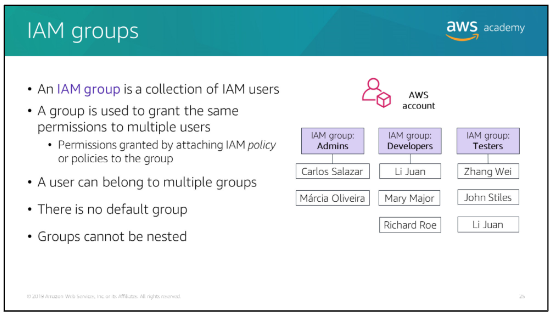 IAM groups
aws academy
• An IAM group is a collection of IAM users
• A group is used to grant the same
permissions to multiple users
• Permissions granted by attaching IAM policy
or policies to the group
• A user can belong to multiple groups
• There is no default group
• Groups cannot be nested
AWS
account
IAM group:
Admins
Carlos Salazar
Márcia Oliveira
IAM group:
Developers
Li Juan
Mary Major
Richard Roe
IAM group:
Testers
Zhang Wei
John Stiles
Li Juan
© 2019 Amazon Web Services, Inc. or its Affiliates. All rights reserved.